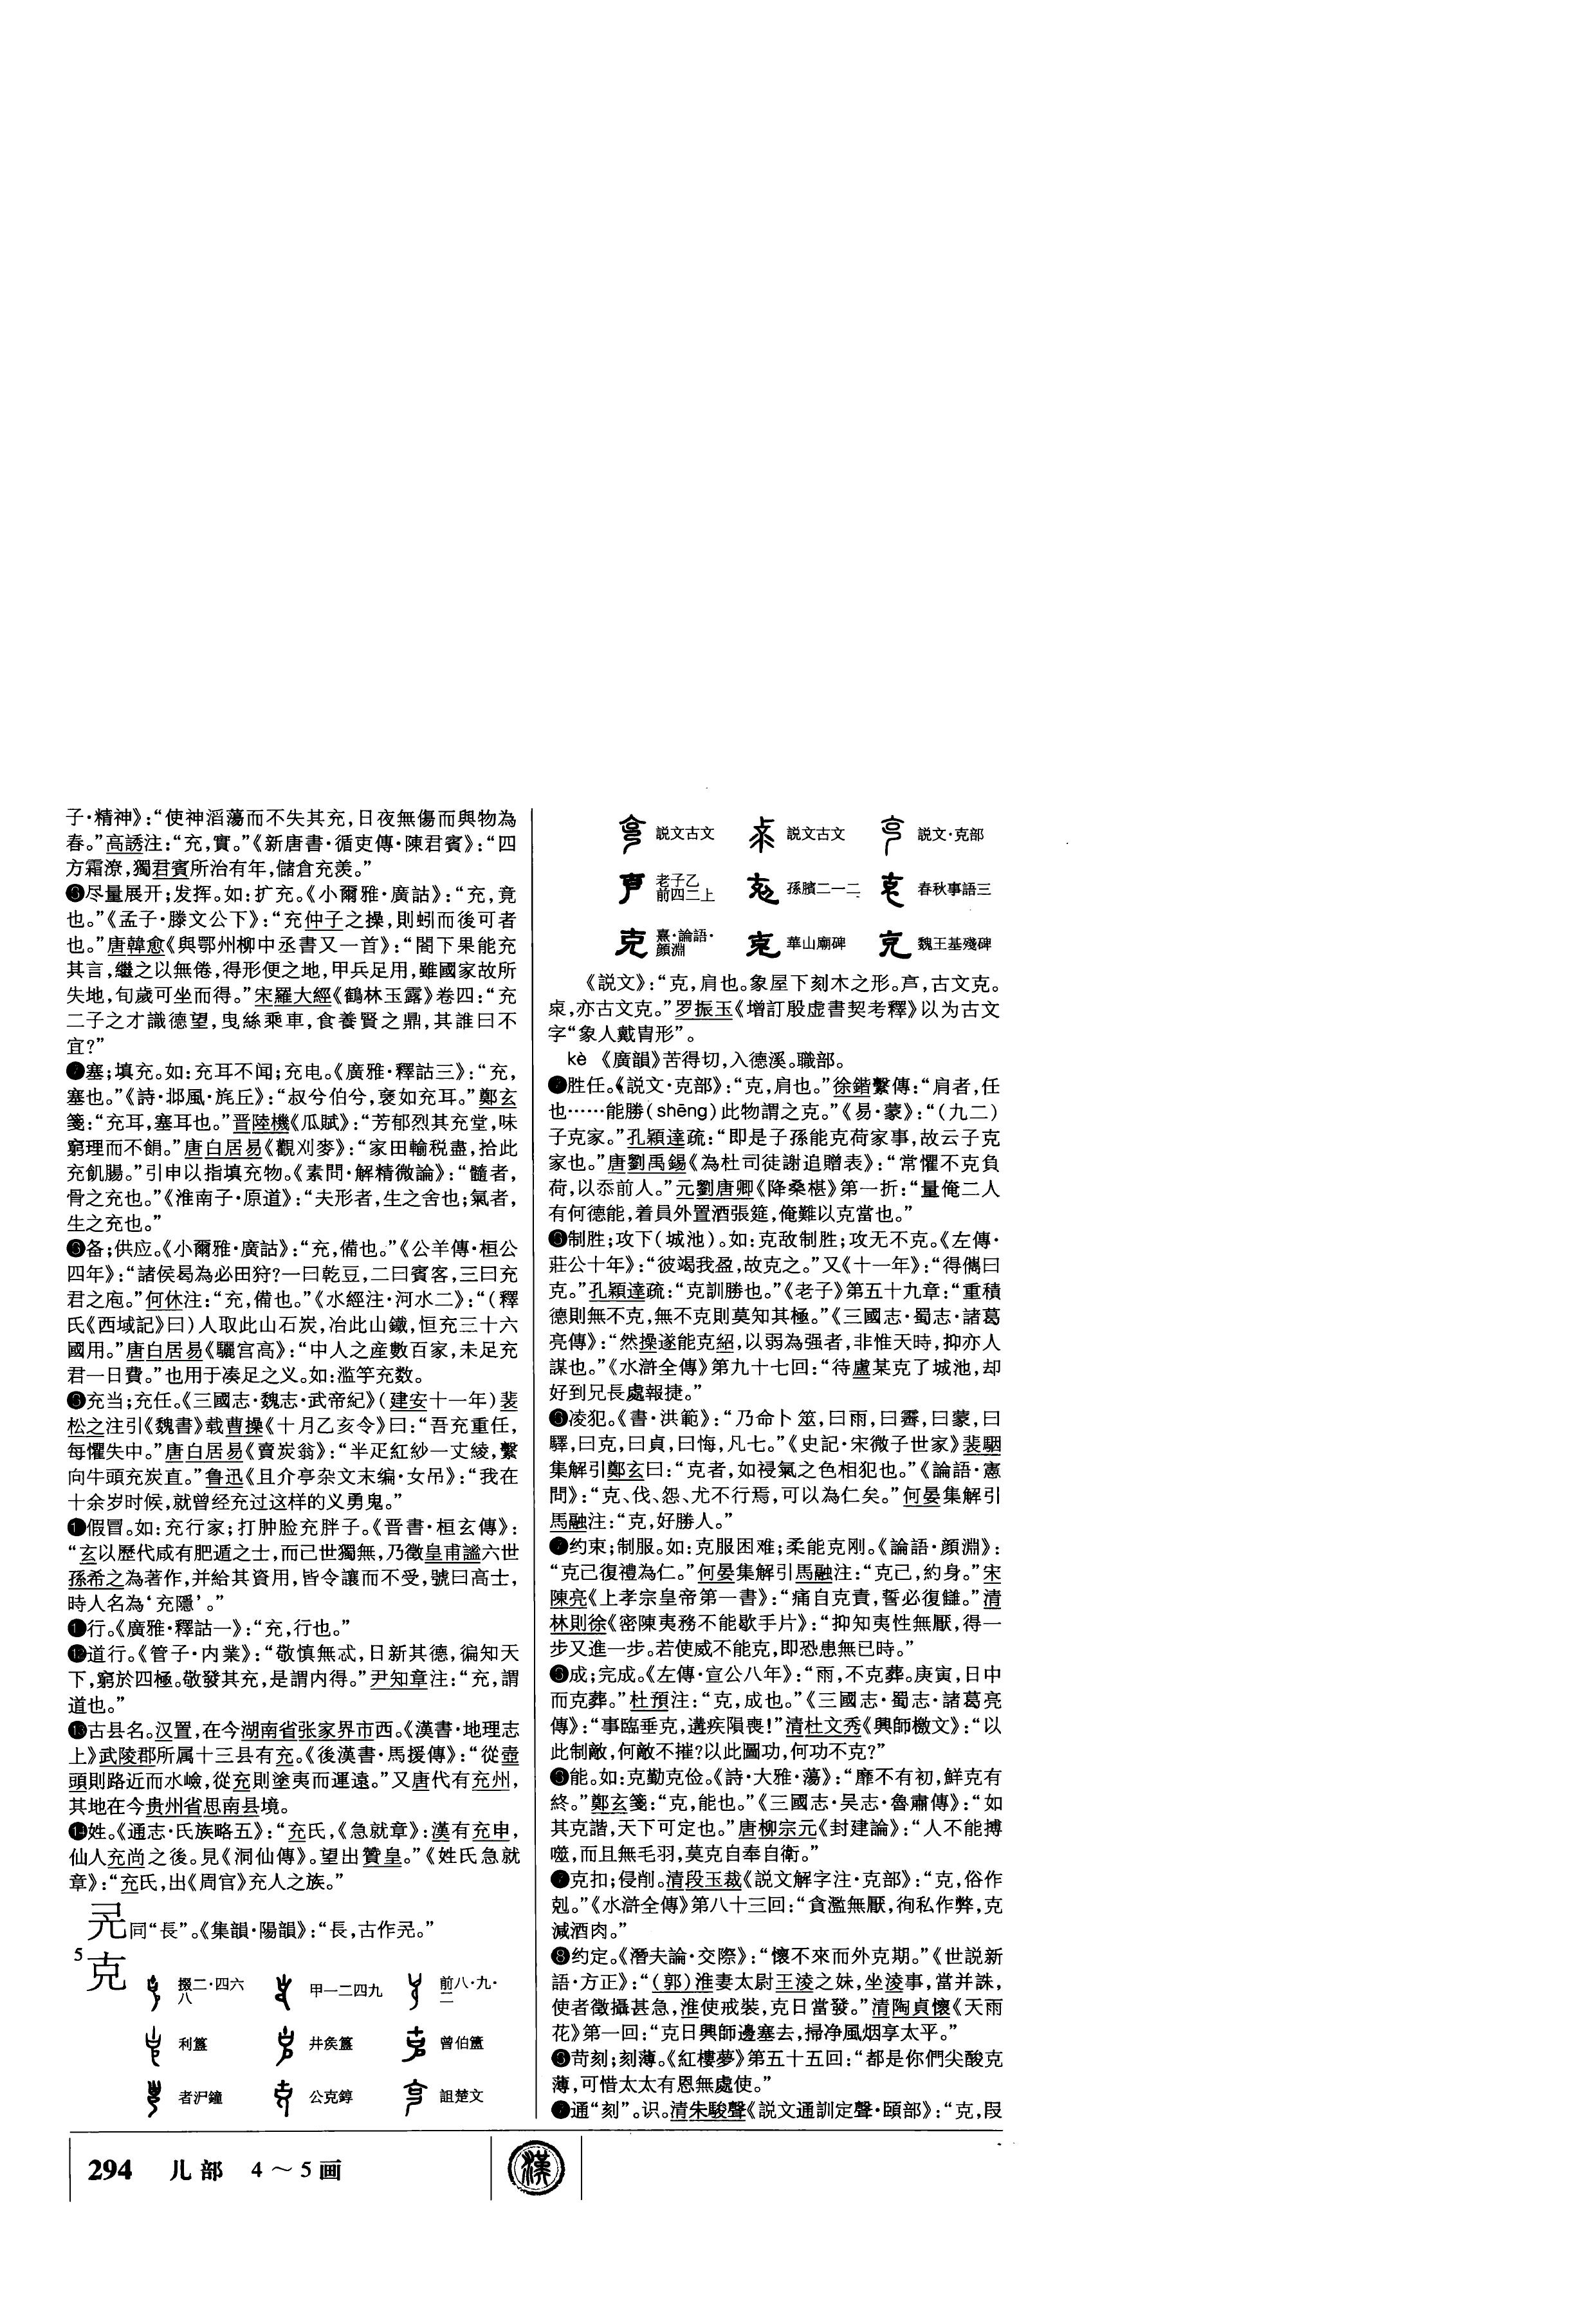 子·精神》：“使神滔蕩而不失其充，日夜無傷而與物為
春。”高誘注：“充，實。”《新唐書·循吏傳·陳君賓》：“四
方霜潦，獨君賓所治有年，儲倉充羡。”
❻尽量展开；发挥。如：扩充。《小爾雅·廣詁》：“充，竟
也。”《孟子·滕文公下》：“充仲子之操，則蚓而後可者
也。”唐韓愈《與鄂州柳中丞書又一首》：“閤下果能充
其言，繼之以無倦，得形便之地，甲兵足用，雖國家故所
失地，旬歲可坐而得。”宋羅大經《鶴林玉露》卷四：“充
二子之才識德望，曳絲乘車，食養賢之鼎，其誰曰不
宜？”
❼塞；填充。如：充耳不闻；充电。《廣雅·釋詁三》：“充，
塞也。”《詩·邶風·旄丘》：“叔兮伯兮，褎如充耳。”鄭玄
箋：“充耳，塞耳也。”晋陸機《瓜賦》：“芳郁烈其充堂，味
窮理而不餶。”唐白居易《觀刈麥》：“家田輸税盡，拾此
充飢腸。”引申以指填充物。《素問·解精微論》：“髓者，
骨之充也。”《淮南子·原道》：“夫形者，生之舍也；氣者，
生之充也。”
❽备；供应。《小爾雅·廣詁》：“充，備也。”《公羊傳·桓公
四年》：“諸侯曷為必田狩？一曰乾豆，二曰賓客，三曰充
君之庖。”何休注：“充，備也。”《水經注·河水二》：“（釋
氏《西域記》曰）人取此山石炭，冶此山鐵，恒充三十六
國用。”唐白居易《驪宫高》：“中人之産數百家，未足充
君一日費。”也用于凑足之义。如：滥竽充数。
❾充当；充任。《三國志·魏志·武帝紀》（建安十一年）裴
松之注引《魏書》载曹操《十月乙亥令》曰：“吾充重任，
每懼失中。”唐白居易《賣炭翁》：“半疋紅紗一丈綾，繫
向牛頭充炭直。”鲁迅《且介亭杂文末编·女吊》：“我在
十余岁时候，就曾经充过这样的义勇鬼。”
❿假冒。如：充行家；打肿脸充胖子。《晋書·桓玄傳》：
“玄以歷代咸有肥遁之士，而己世獨無，乃徵皇甫謐六世
孫希之為著作，并給其資用，皆令讓而不受，號曰高士，
時人名為‘充隱’。”
⓫行。《廣雅·釋詁一》：“充，行也。”
⓬道行。《管子·内業》：“敬慎無忒，日新其德，徧知天
下，窮於四極。敬發其充，是謂内得。”尹知章注：“充，謂
道也。”
⓭古县名。汉置，在今湖南省张家界市西。《漢書·地理志
上》武陵郡所属十三县有充。《後漢書·馬援傳》：“從壺
頭則路近而水嶮，從充則塗夷而運遠。”又唐代有充州，
其地在今贵州省思南县境。
⓮姓。《通志·氏族略五》：“充氏，《急就章》：漢有充申，
仙人充尚之後。見《洞仙傳》。望出贊皇。”《姓氏急就
章》：“充氏，出《周官》充人之族。”
兏同“長”。《集韻·陽韻》：“長，古作兏。”
5
克
掇二·四六八 甲一二四九 前八·九·二
利簋 井侯簋 曾伯簠
者沪鐘 公克錞 詛楚文
説文古文 説文古文 説文·克部
老子乙前四二上 孫臏二一二 春秋事語三
熹·論語·顔淵 華山廟碑 魏王基殘碑
《説文》：“克，肩也。象屋下刻木之形。𠧳，古文克。
㝁，亦古文克。”罗振玉《增訂殷虚書契考釋》以为古文
字“象人戴胄形”。
kè 《廣韻》苦得切，入德溪。職部。
❶胜任。《説文·克部》：“克，肩也。”徐鍇繫傳：“肩者，任
也……能勝（shēng）此物謂之克。”《易·蒙》：“（九二）
子克家。”孔穎達疏：“即是子孫能克荷家事，故云子克
家也。”唐劉禹錫《為杜司徒謝追贈表》：“常懼不克負
荷，以忝前人。”元劉唐卿《降桑椹》第一折：“量俺二人
有何德能，着員外置酒張筵，俺難以克當也。”
❷制胜；攻下（城池）。如：克敌制胜；攻无不克。《左傳·
莊公十年》：“彼竭我盈，故克之。”又《十一年》：“得儁曰
克。”孔穎達疏：“克訓勝也。”《老子》第五十九章：“重積
德則無不克，無不克則莫知其極。”《三國志·蜀志·諸葛
亮傳》：“然操遂能克紹，以弱為强者，非惟天時，抑亦人
謀也。”《水滸全傳》第九十七回：“待盧某克了城池，却
好到兄長處報捷。”
❸凌犯。《書·洪範》：“乃命卜筮，曰雨，曰霽，曰蒙，曰
驛，曰克，曰貞，曰悔，凡七。”《史記·宋微子世家》裴駰
集解引鄭玄曰：“克者，如祲氣之色相犯也。”《論語·憲
問》：“克、伐、怨、尤不行焉，可以為仁矣。”何晏集解引
馬融注：“克，好勝人。”
❹约束；制服。如：克服困难；柔能克刚。《論語·顔淵》：
“克己復禮為仁。”何晏集解引馬融注：“克己，約身。”宋
陳亮《上孝宗皇帝第一書》：“痛自克責，誓必復讎。”清
林則徐《密陳夷務不能歇手片》：“抑知夷性無厭，得一
步又進一步。若使威不能克，即恐患無已時。”
❺成；完成。《左傳·宣公八年》：“雨，不克葬。庚寅，日中
而克葬。”杜預注：“克，成也。”《三國志·蜀志·諸葛亮
傳》：“事臨垂克，遘疾隕喪！”清杜文秀《興師檄文》：“以
此制敵，何敵不摧？以此圖功，何功不克？”
❻能。如：克勤克俭。《詩·大雅·蕩》：“靡不有初，鮮克有
終。”鄭玄箋：“克，能也。”《三國志·吴志·魯肅傳》：“如
其克諧，天下可定也。”唐柳宗元《封建論》：“人不能搏
噬，而且無毛羽，莫克自奉自衛。”
❼克扣；侵削。清段玉裁《説文解字注·克部》：“克，俗作
剋。”《水滸全傳》第八十三回：“貪濫無厭，徇私作弊，克
減酒肉。”
❽约定。《潛夫論·交際》：“懷不來而外克期。”《世説新
語·方正》：“（郭）淮妻太尉王淩之妹，坐淩事，當并誅，
使者徵攝甚急，淮使戒裝，克日當發。”清陶貞懷《天雨
花》第一回：“克日興師邊塞去，掃净風烟享太平。”
❾苛刻；刻薄。《紅樓夢》第五十五回：“都是你們尖酸克
薄，可惜太太有恩無處使。”
❿通“刻”。识。清朱駿聲《説文通訓定聲·頤部》：“克，叚
294 儿部 4～5画
漢